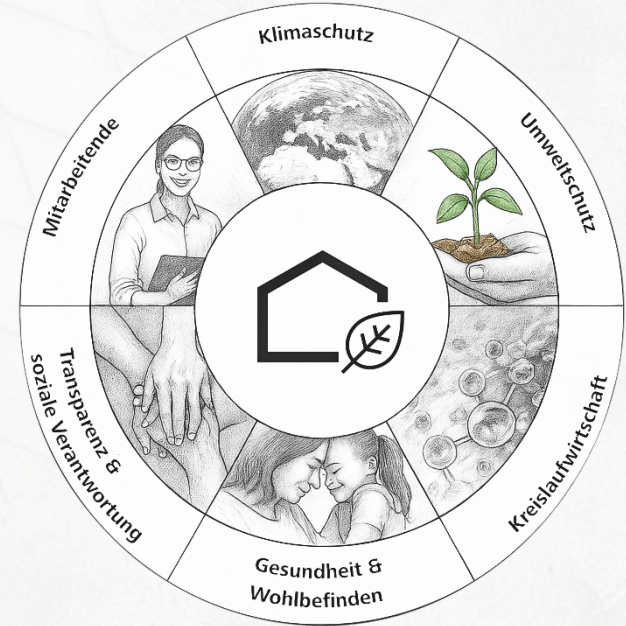 Klimaschutz
Umweltschutz
Kreislaufwirtschaft
Gesundheit &
Wohlbefinden
Transparenz &
soziale Verantwortung
Mitarbeitende